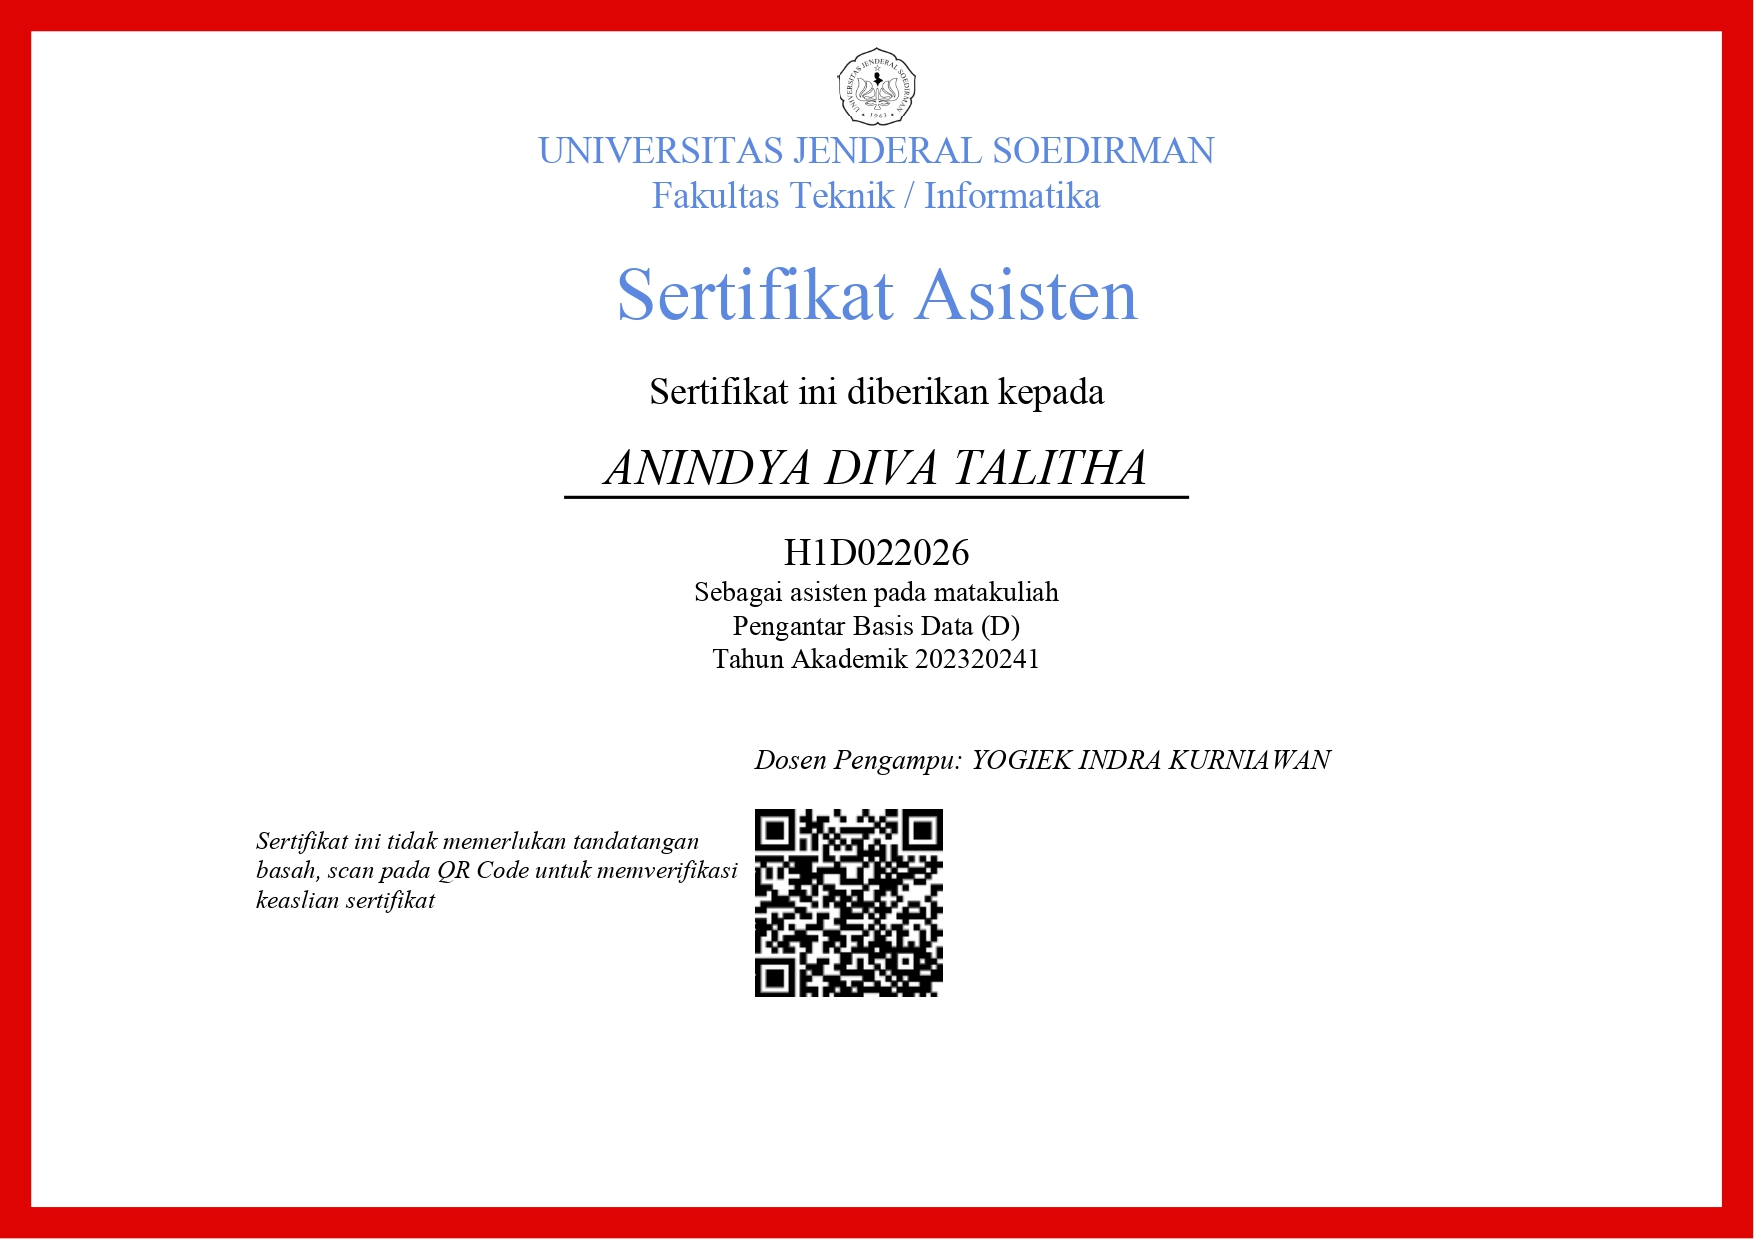 UNIVERSITAS JENDERAL SOEDIRMAN
1963
UNIVERSITAS JENDERAL SOEDIRMAN
Fakultas Teknik / Informatika
Sertifikat Asisten
Sertifikat ini diberikan kepada
ANINDYA DIVA TALITHA
H1D022026
Sebagai asisten pada matakuliah
Pengantar Basis Data (D)
Tahun Akademik 202320241
Dosen Pengampu: YOGIEK INDRA KURNIAWAN
Sertifikat ini tidak memerlukan tandatangan
basah, scan pada QR Code untuk memverifikasi
keaslian sertifikat